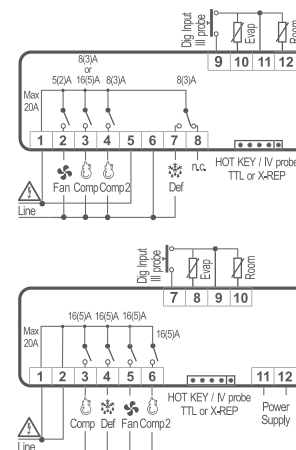 Dig Input
III probe
Evap
Room
9 10 11 12
8(3)A
or
5(2)A 16(5)A 8(3)A 8(3)A
Max
20A
1 2 3 4 5 6 7 8
n.c.
HOT KEY / IV probe
TTL or X-REP
Fan Comp Comp2 Def
Line
Dig Input
III probe
Evap
Room
7 8 9 10
16(5)A 16(5)A 16(5)A
16(5)A
Max
20A
1 2 3 4 5 6 11 12
HOT KEY / IV probe
TTL or X-REP
Power
Supply
Comp Def Fan Comp2
Line